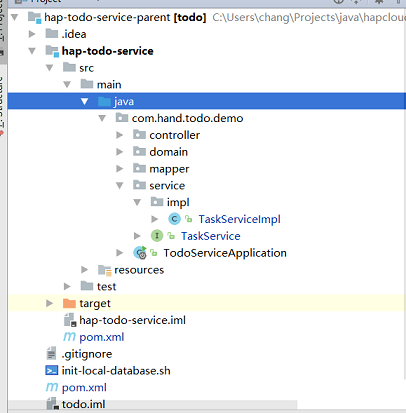 Project
hap-todo-service-parent [todo] C:\Users\chang\Projects\java\hapcloud
.idea
hap-todo-service
src
main
java
com.hand.todo.demo
controller
domain
mapper
service
impl
TaskServiceImpl
TaskService
TodoServiceApplication
resources
test
target
hap-todo-service.iml
pom.xml
.gitignore
init-local-database.sh
pom.xml
todo.iml